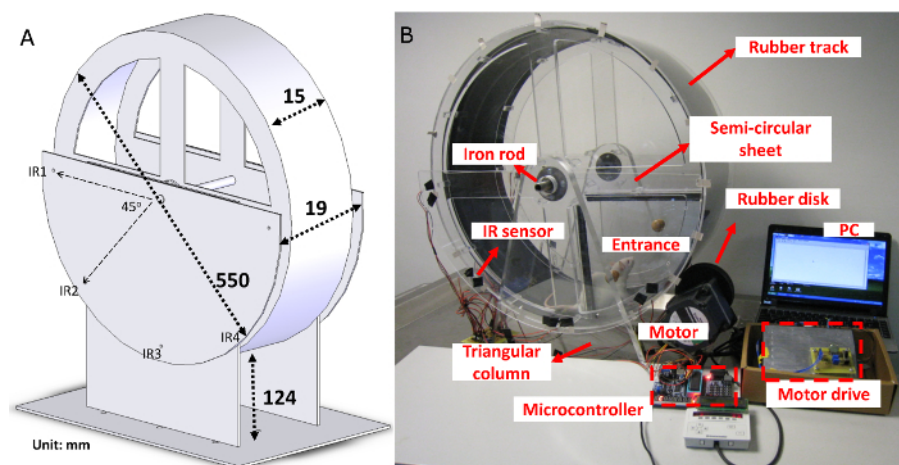 A
15
IR1
45°
19
IR2
550
IR3
IR4
124
Unit: mm
B
Rubber track
Semi-circular
sheet
Iron rod
Rubber disk
PC
IR sensor
Entrance
Motor
Triangular
column
Motor drive
Microcontroller